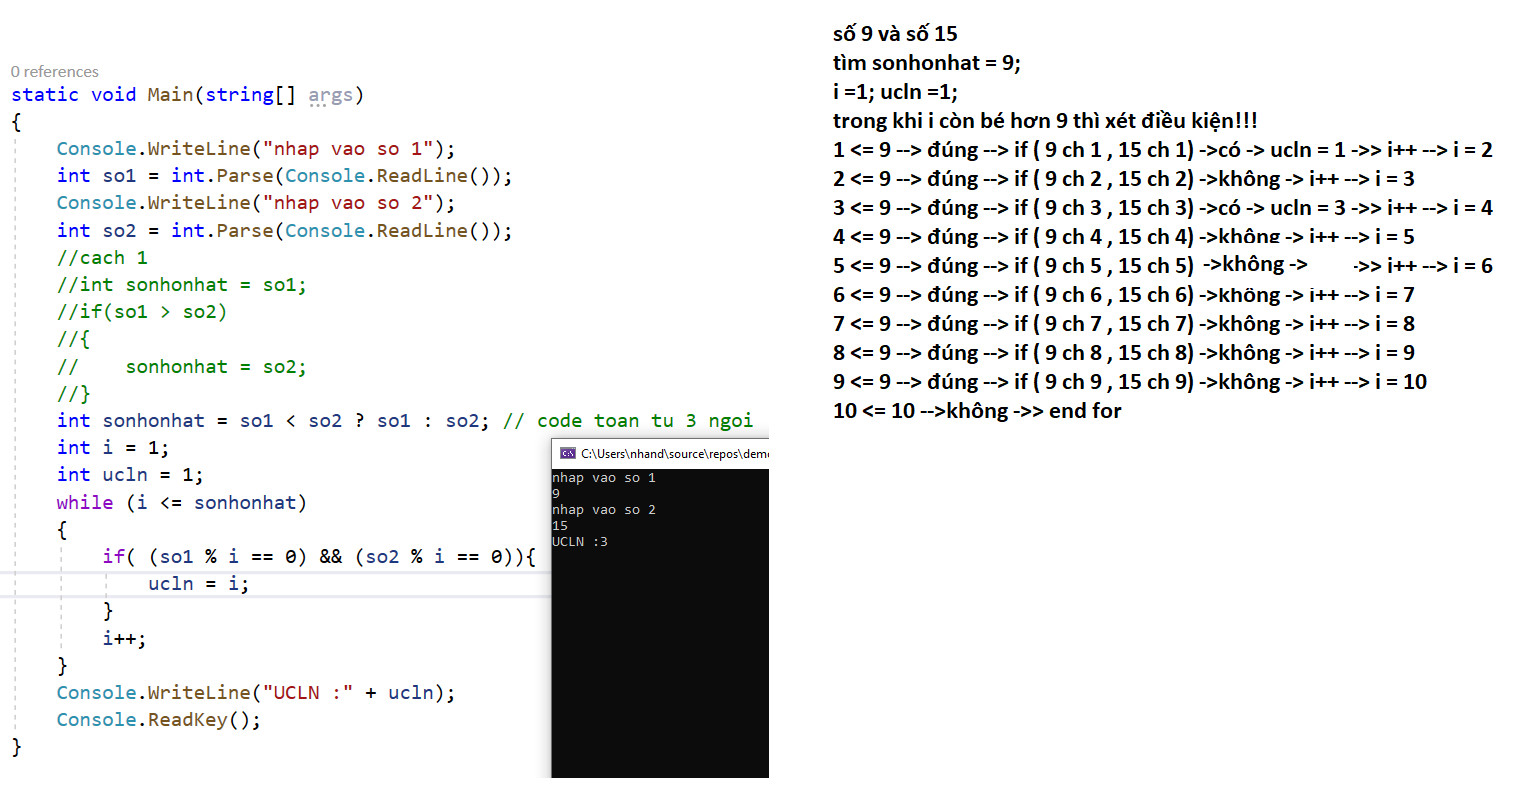 0 references
static void Main(string[] args)
{
Console.WriteLine("nhap vao so 1");
int so1 = int.Parse(Console.ReadLine());
Console.WriteLine("nhap vao so 2");
int so2 = int.Parse(Console.ReadLine());
//cach 1
//int sonhonhat = so1;
//if(so1 > so2)
//{
// sonhonhat = so2;
//}
int sonhonhat = so1 < so2 ? so1 : so2; // code toan tu 3 ngoi
int i = 1;
int ucln = 1;
while (i <= sonhonhat)
{
if( (so1 % i == 0) && (so2 % i == 0)){
ucln = i;
}
i++;
}
Console.WriteLine("UCLN :" + ucln);
Console.ReadKey();
}
C:\Users\nhand\source\repos\demo
nhap vao so 1
9
nhap vao so 2
15
UCLN :3
số 9 và số 15
tìm sonhonhat = 9;
i =1; ucln =1;
trong khi i còn bé hơn 9 thì xét điều kiện!!!
1 <= 9 --> đúng --> if ( 9 ch 1 , 15 ch 1) ->có -> ucln = 1 ->> i++ --> i = 2
2 <= 9 --> đúng --> if ( 9 ch 2 , 15 ch 2) ->không -> i++ --> i = 3
3 <= 9 --> đúng --> if ( 9 ch 3 , 15 ch 3) ->có -> ucln = 3 ->> i++ --> i = 4
4 <= 9 --> đúng --> if ( 9 ch 4 , 15 ch 4) ->không -> i++ --> i = 5
5 <= 9 --> đúng --> if ( 9 ch 5 , 15 ch 5) ->không -> ->> i++ --> i = 6
6 <= 9 --> đúng --> if ( 9 ch 6 , 15 ch 6) ->không -> i++ --> i = 7
7 <= 9 --> đúng --> if ( 9 ch 7 , 15 ch 7) ->không -> i++ --> i = 8
8 <= 9 --> đúng --> if ( 9 ch 8 , 15 ch 8) ->không -> i++ --> i = 9
9 <= 9 --> đúng --> if ( 9 ch 9 , 15 ch 9) ->không -> i++ --> i = 10
10 <= 10 -->không ->> end for